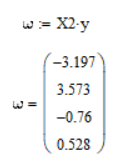 ω := X2·y
ω =
-3.197
3.573
-0.76
0.528